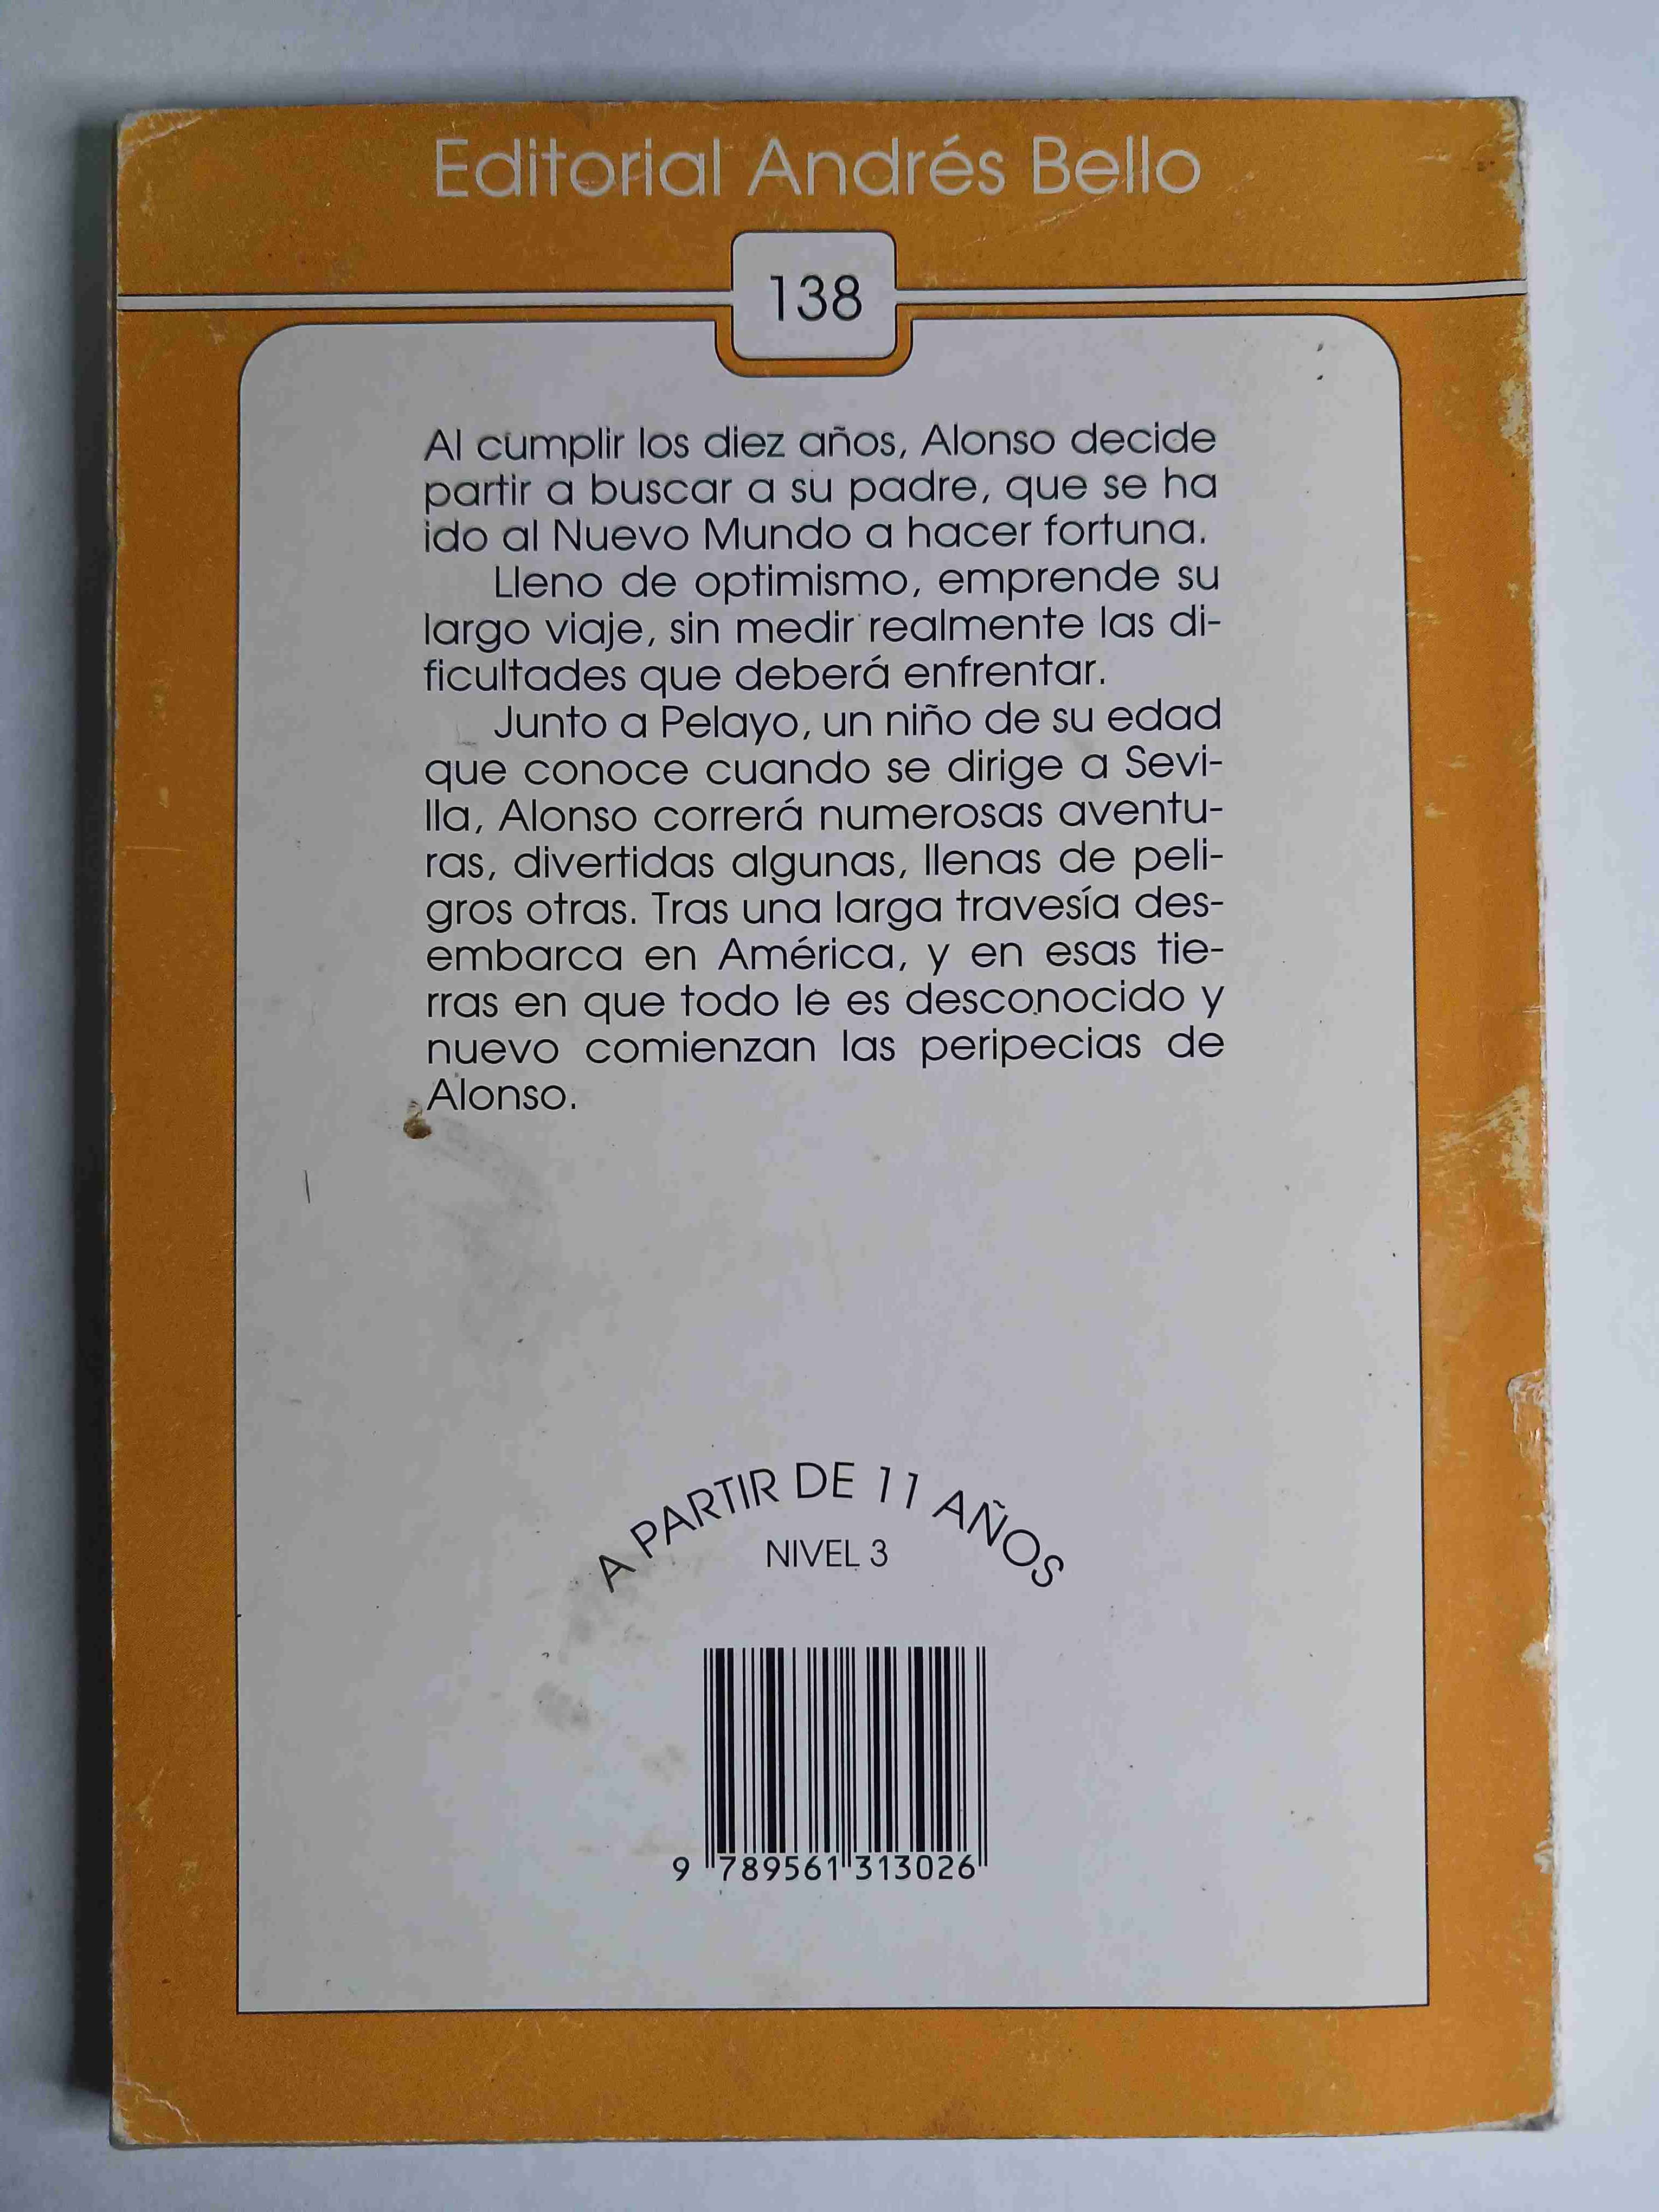 Editorial Andrés Bello
138
Al cumplir los diez años, Alonso decide
partir a buscar a su padre, que se ha
ido al Nuevo Mundo a hacer fortuna.
Lleno de optimismo, emprende su
largo viaje, sin medir realmente las di-
ficultades que deberá enfrentar.
Junto a Pelayo, un niño de su edad
que conoce cuando se dirige a Sevi-
lla, Alonso correrá numerosas aventu-
ras, divertidas algunas, llenas de peli-
gros otras. Tras una larga travesía des-
embarca en América, y en esas tie-
rras en que todo le es desconocido y
nuevo comienzan las peripecias de
Alonso.
A PARTIR DE 11 AÑOS
NIVEL 3
9 789561 313026